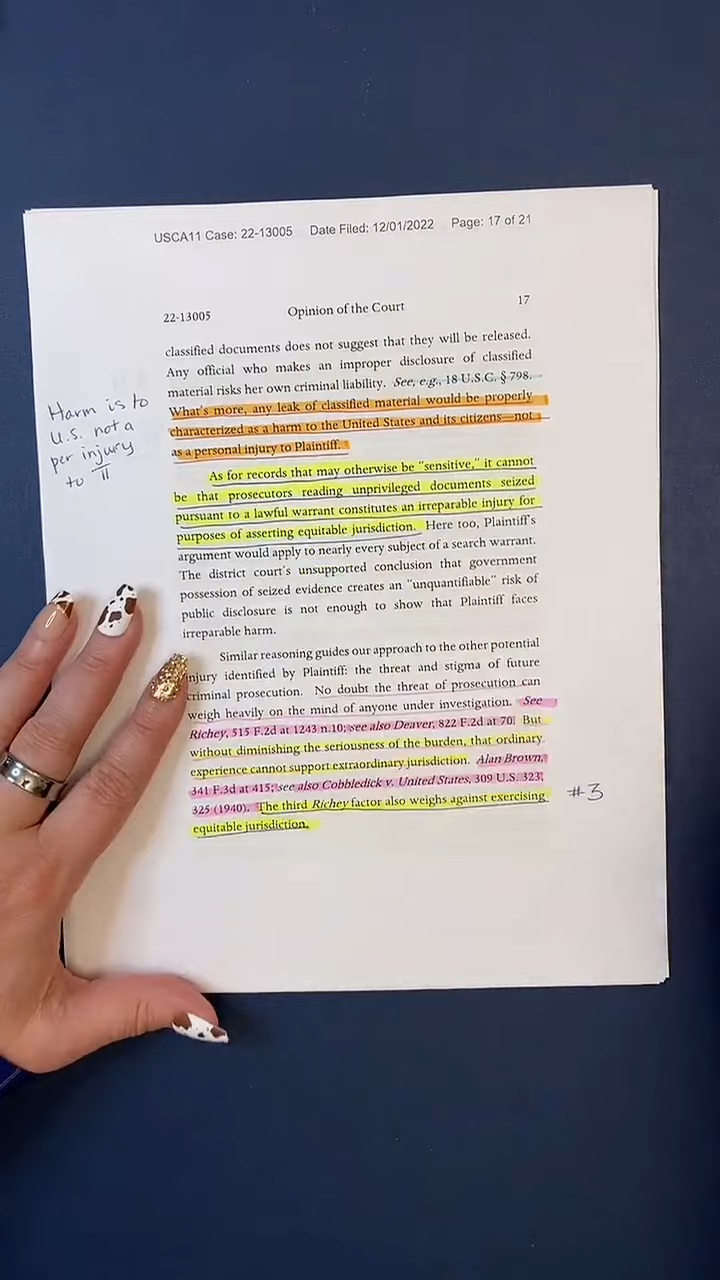 USCA11 Case: 22-13005 Date Filed: 12/01/2022 Page: 17 of 21
22-13005 Opinion of the Court 17
classified documents does not suggest that they will be released.
Any official who makes an improper disclosure of classified
material risks her own criminal liability. See, e.g., 18 U.S.C. § 798.
What's more, any leak of classified material would be properly
characterized as a harm to the United States and its citizens—not
as a personal injury to Plaintiff.
Harm is to
U.S. not a
per injury
to π
As for records that may otherwise be "sensitive," it cannot
be that prosecutors reading unprivileged documents seized
pursuant to a lawful warrant constitutes an irreparable injury for
purposes of asserting equitable jurisdiction. Here too, Plaintiff's
argument would apply to nearly every subject of a search warrant.
The district court's unsupported conclusion that government
possession of seized evidence creates an "unquantifiable" risk of
public disclosure is not enough to show that Plaintiff faces
irreparable harm.
Similar reasoning guides our approach to the other potential
injury identified by Plaintiff: the threat and stigma of future
criminal prosecution. No doubt the threat of prosecution can
weigh heavily on the mind of anyone under investigation. See
Richey, 515 F.2d at 1243 n.10; see also Deaver, 822 F.2d at 70. But
without diminishing the seriousness of the burden, that ordinary
experience cannot support extraordinary jurisdiction. Alan Brown,
341 F.3d at 415; see also Cobbledick v. United States, 309 U.S. 323,
325 (1940). The third Richey factor also weighs against exercising
equitable jurisdiction.
#3